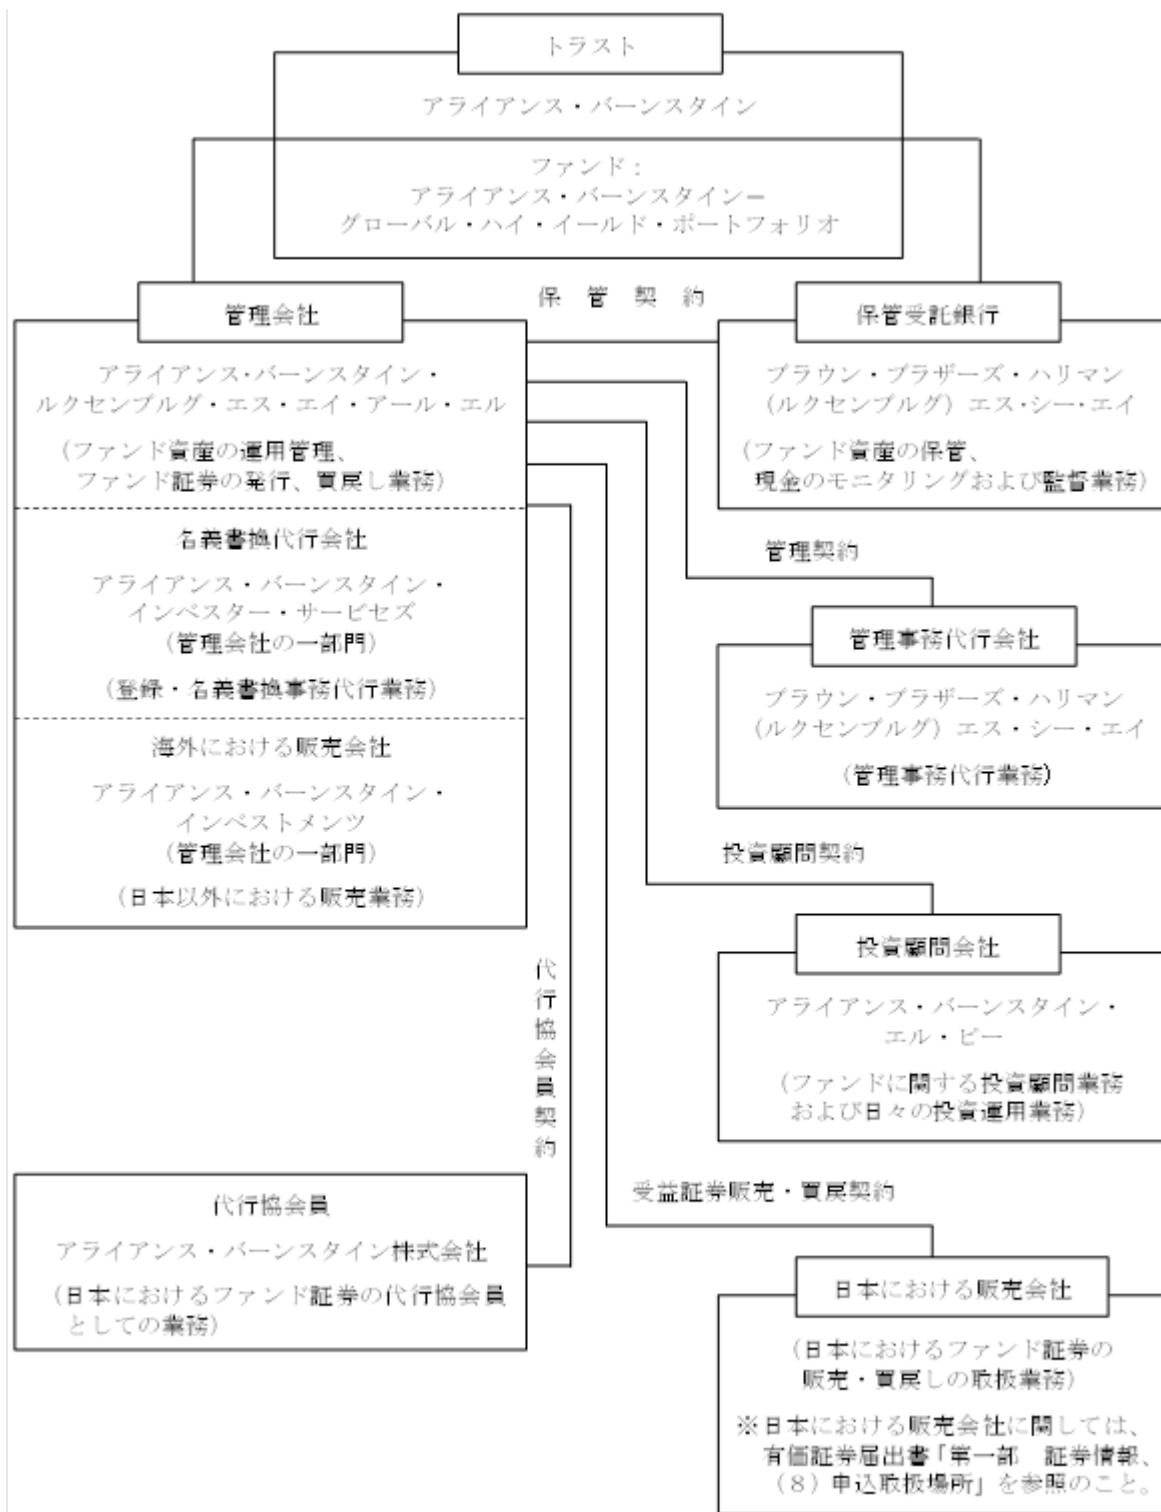 トラスト
アライアンス・バーンスタイン
ファンド：
アライアンス・バーンスタイン－
グローバル・ハイ・イールド・ポートフォリオ
保管契約
管理会社
アライアンス・バーンスタイン・
ルクセンブルグ・エス・エイ・アール・エル
（ファンド資産の運用管理、
ファンド証券の発行、買戻し業務）
名義書換代行会社
アライアンス・バーンスタイン・
インベスター・サービセズ
（管理会社の一部門）
（登録・名義書換事務代行業務）
海外における販売会社
アライアンス・バーンスタイン・
インベストメンツ
（管理会社の一部門）
（日本以外における販売業務）
保管受託銀行
ブラウン・ブラザーズ・ハリマン
（ルクセンブルグ）エス・シー・エイ
（ファンド資産の保管、
現金のモニタリングおよび監督業務）
管理契約
管理事務代行会社
ブラウン・ブラザーズ・ハリマン
（ルクセンブルグ）エス・シー・エイ
（管理事務代行業務）
投資顧問契約
投資顧問会社
アライアンス・バーンスタイン・
エル・ピー
（ファンドに関する投資顧問業務
および日々の投資運用業務）
代行協会員契約
代行協会員
アライアンス・バーンスタイン株式会社
（日本におけるファンド証券の代行協会員
としての業務）
受益証券販売・買戻契約
日本における販売会社
（日本におけるファンド証券の
販売・買戻しの取扱業務）
※日本における販売会社に関しては、
有価証券届出書「第一部　証券情報、
（８）申込取扱場所」を参照のこと。